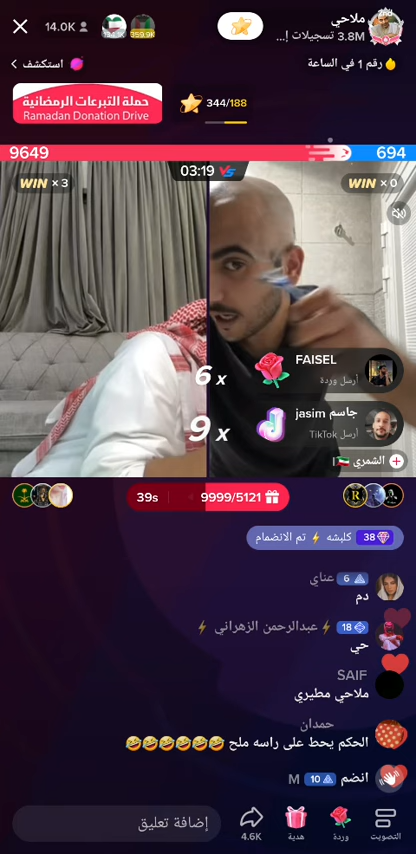 ملاحي
3.8M تسجيلات إ...
14.0K
359.9K
رقم 1 في الساعة
استكشف
حملة التبرعات الرمضانية
Ramadan Donation Drive
344/188
9649
694
03:19 VS
WIN x 3
WIN x 0
FAISEL
أرسل وردة
6 x
جاسم jasim
أرسل TikTok
9 x
الشمري
39s
9999/5121
38 كلبشه ⚡ تم الانضمام
6 عناي
دم
18 ⚡ عبدالرحمن الزهراني ⚡
حي
SAIF
ملاحي مطيري
حمدان
الحكم يحط على راسه ملح 🤣🤣🤣🤣🤣🤣
M 10 انضم
إضافة تعليق
4.6K
هدية
وردة
التصويت